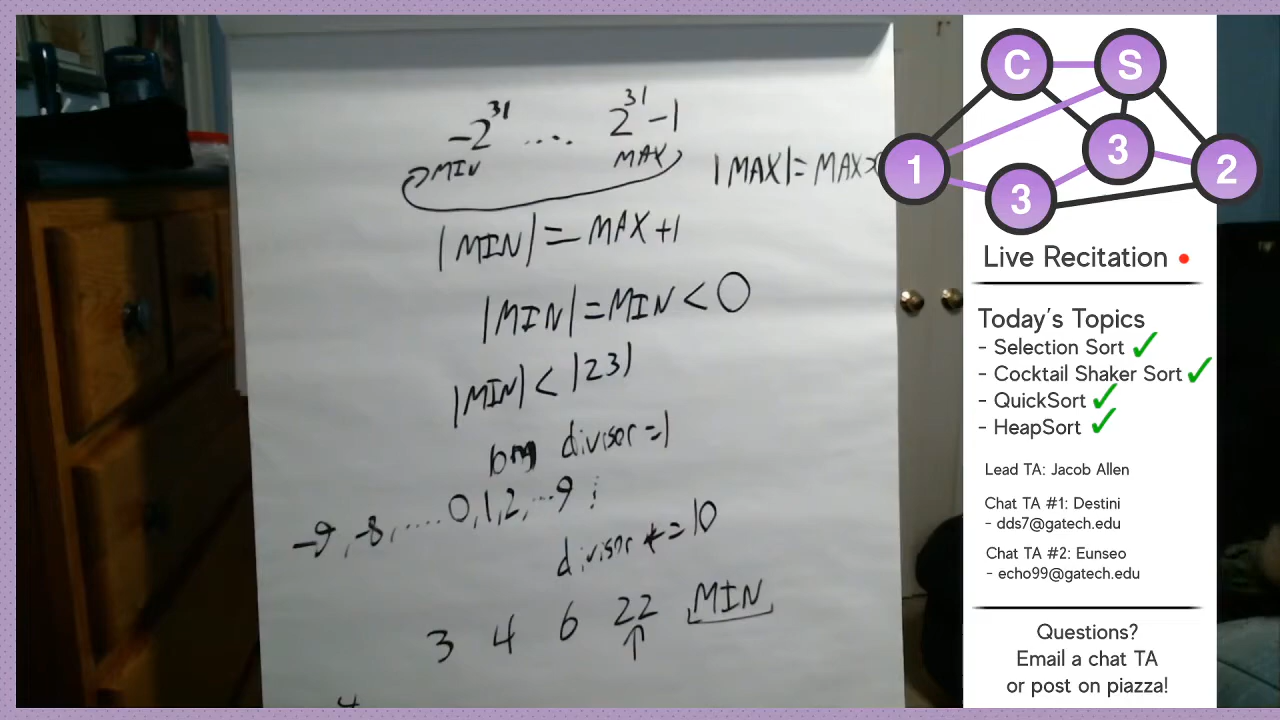 -2^31 .... 2^31 -1
MIN MAX
|MAX| = MAX
|MIN| = MAX +1
|MIN| = MIN < 0
|MIN| < |23|
long divisor = 1
-9, -8, .... 0, 1, 2, ... 9
divisor *= 10
3 4 6 22 MIN
4
C S
1 3 3 2
Live Recitation
Today's Topics
- Selection Sort ✓
- Cocktail Shaker Sort ✓
- QuickSort ✓
- HeapSort ✓
Lead TA: Jacob Allen
Chat TA #1: Destini
- dds7@gatech.edu
Chat TA #2: Eunseo
- echo99@gatech.edu
Questions?
Email a chat TA
or post on piazza!